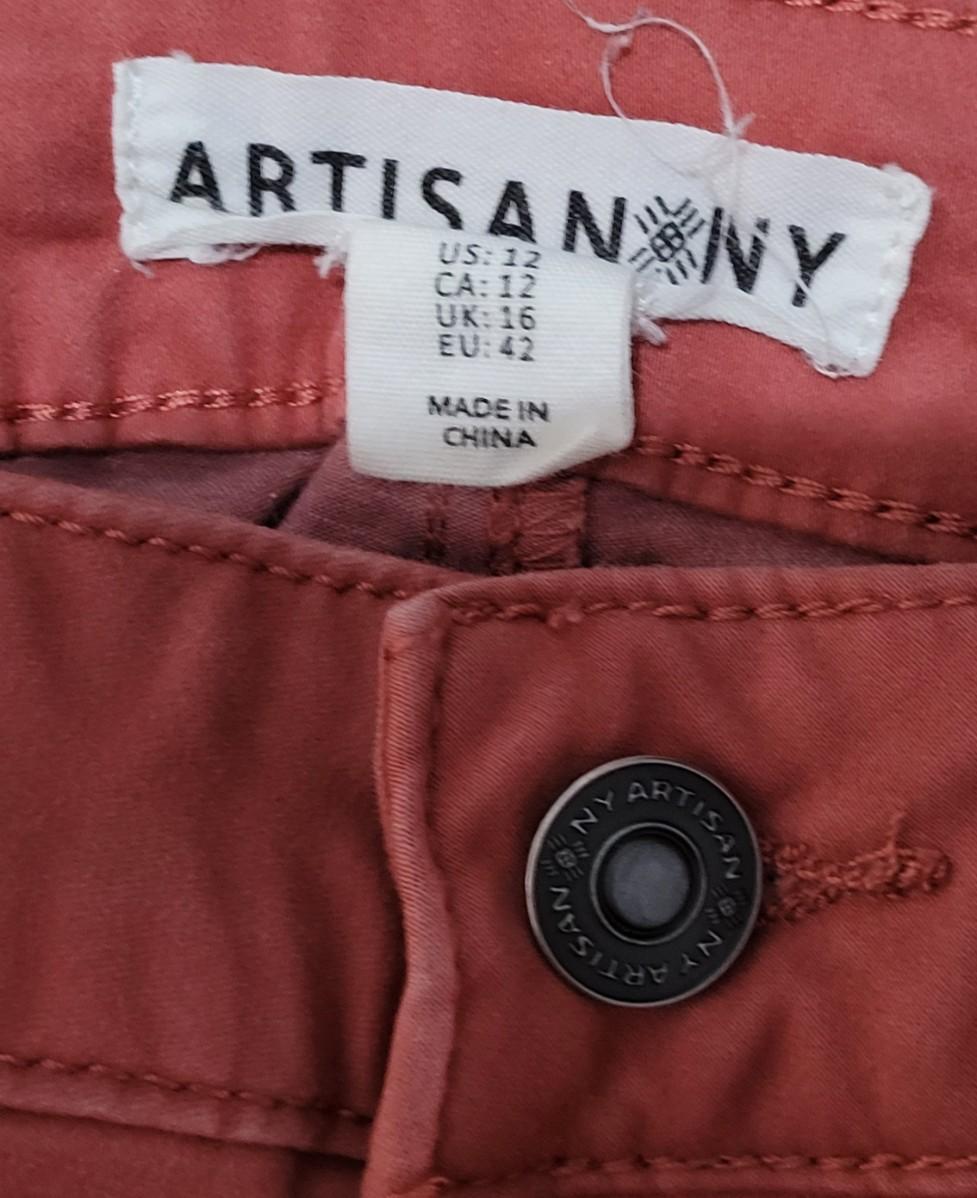 ARTISAN NY
US: 12
CA: 12
UK: 16
EU: 42
MADE IN
CHINA
NY ARTISAN
NY ARTISAN